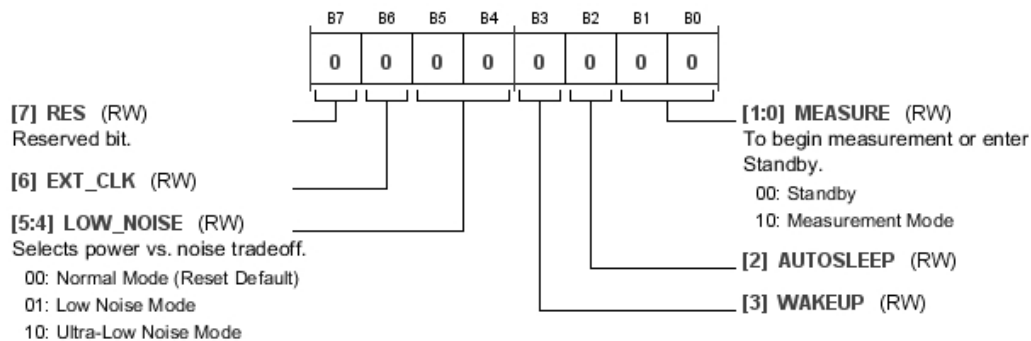 B7 B6 B5 B4 B3 B2 B1 B0
0 0 0 0 0 0 0 0
[7] RES (RW)
Reserved bit.
[6] EXT_CLK (RW)
[5:4] LOW_NOISE (RW)
Selects power vs. noise tradeoff.
00: Normal Mode (Reset Default)
01: Low Noise Mode
10: Ultra-Low Noise Mode
[1:0] MEASURE (RW)
To begin measurement or enter
Standby.
00: Standby
10: Measurement Mode
[2] AUTOSLEEP (RW)
[3] WAKEUP (RW)